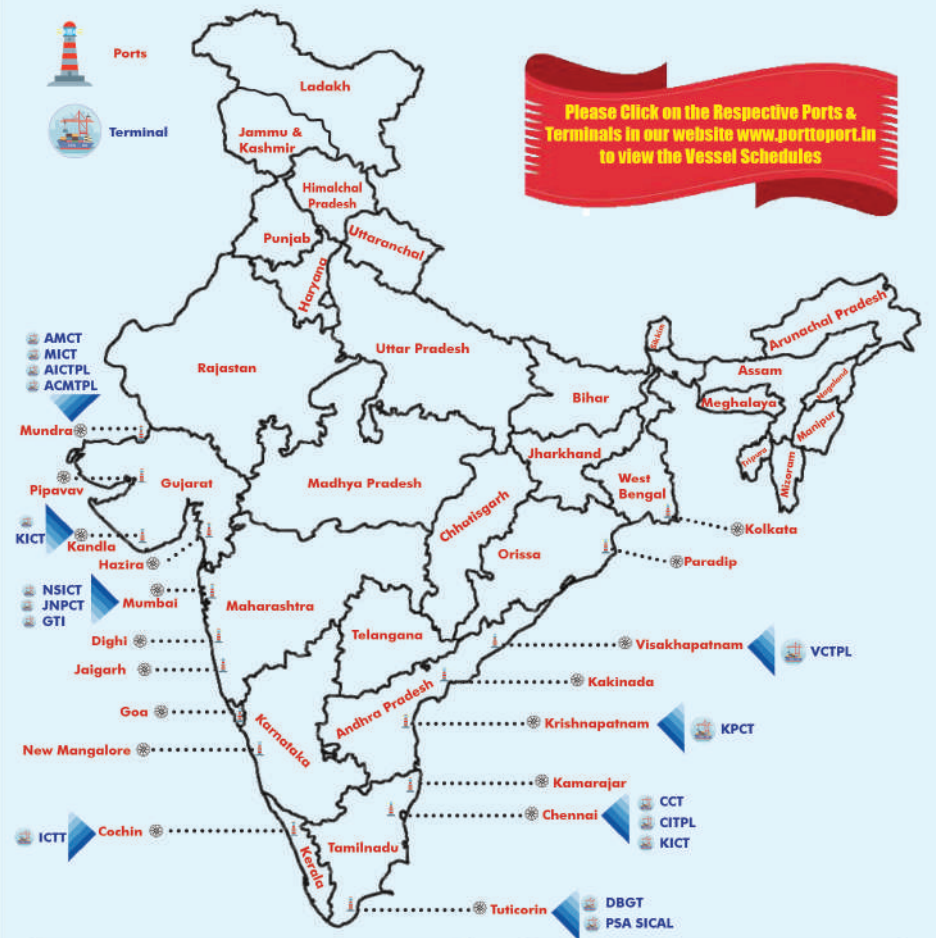 Ports
Terminal
Please Click on the Respective Ports &
Terminals in our website www.porttoport.in
to view the Vessel Schedules
Ladakh
Jammu &
Kashmir
Himalchal
Pradesh
Punjab
Uttaranchal
Haryana
Rajastan
Uttar Pradesh
Bihar
Sikkin
Arunachal Pradesh
Assam
Nagaland
Meghalaya
Manipur
Tripura
Mizoram
Jharkhand
West
Bengal
Gujarat
Madhya Pradesh
Chhatisgarh
Orissa
Maharashtra
Telangana
Andhra Pradesh
Karnataka
Tamilnadu
Kerala
AMCT
MICT
AICTPL
ACMTPL
Mundra
Pipavav
KICT
Kandla
Hazira
NSICT
JNPCT
GTI
Mumbai
Dighi
Jaigarh
Goa
New Mangalore
ICTT
Cochin
Kolkata
Paradip
Visakhapatnam
VCTPL
Kakinada
Krishnapatnam
KPCT
Kamarajar
Chennai
CCT
CITPL
KICT
Tuticorin
DBGT
PSA SICAL